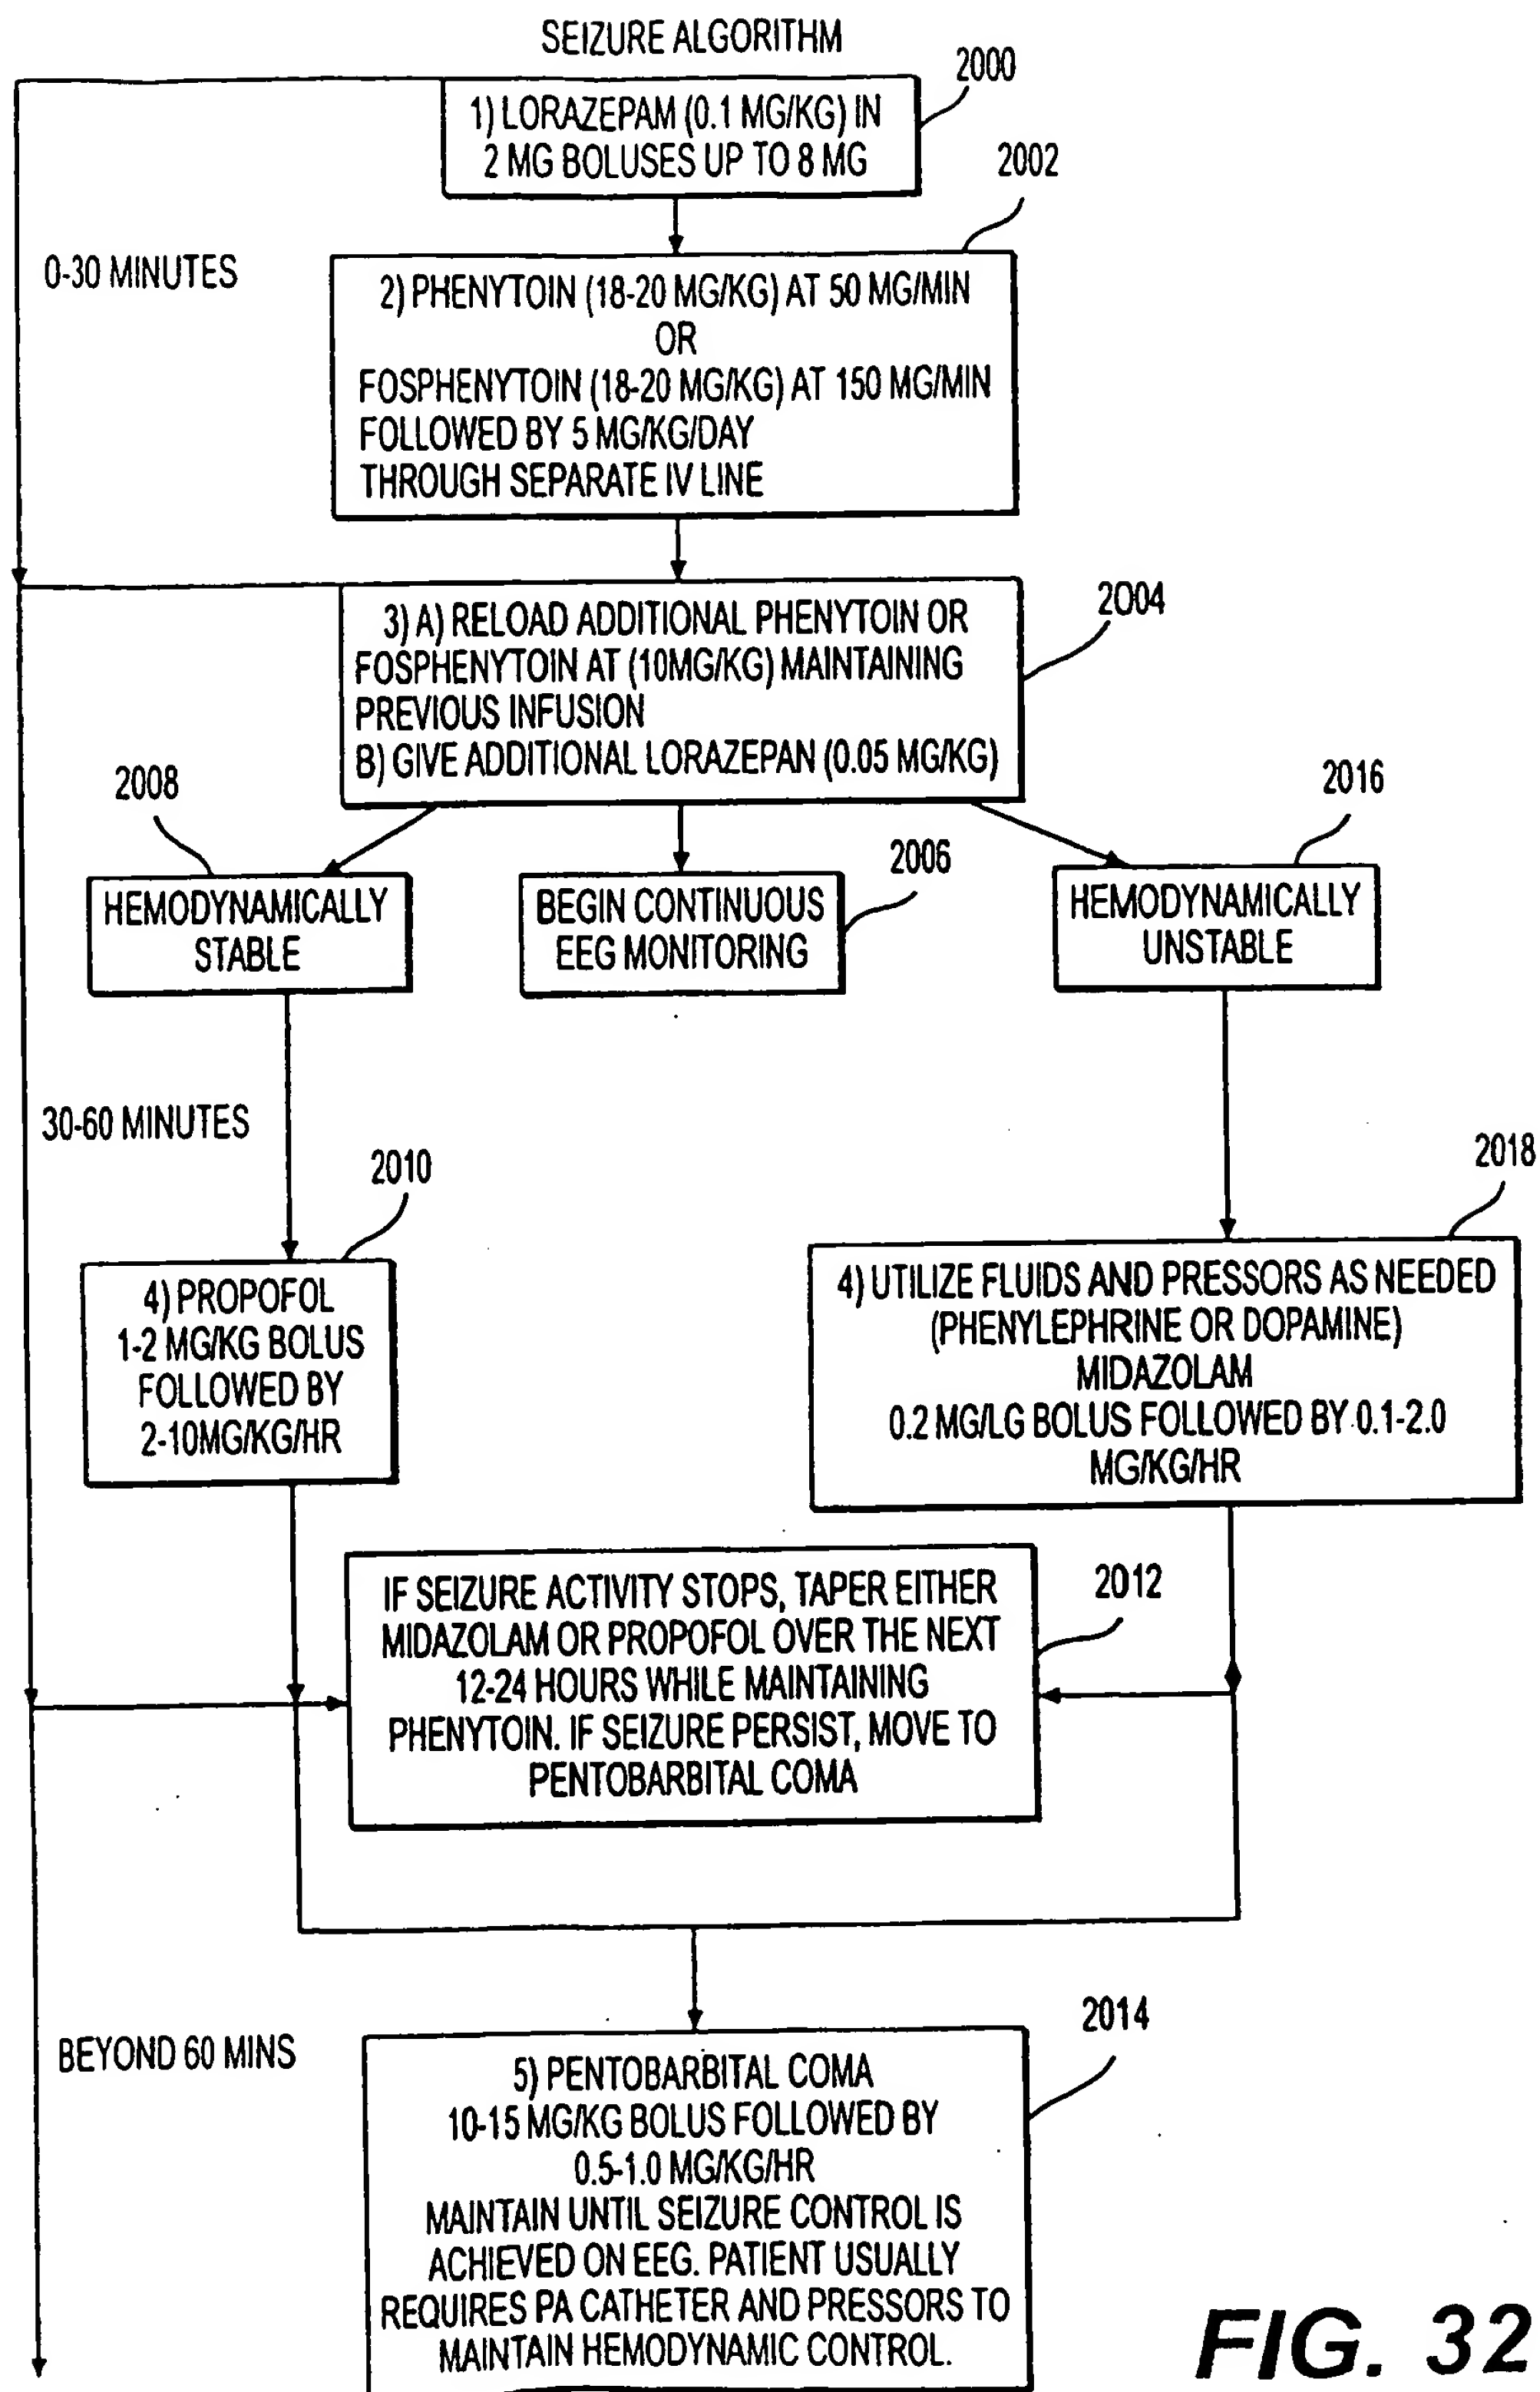 SEIZURE ALGORITHM
2000
1) LORAZEPAM (0.1 MG/KG) IN
2 MG BOLUSES UP TO 8 MG
2002
0-30 MINUTES
2) PHENYTOIN (18-20 MG/KG) AT 50 MG/MIN
OR
FOSPHENYTOIN (18-20 MG/KG) AT 150 MG/MIN
FOLLOWED BY 5 MG/KG/DAY
THROUGH SEPARATE IV LINE
2004
3) A) RELOAD ADDITIONAL PHENYTOIN OR
FOSPHENYTOIN AT (10MG/KG) MAINTAINING
PREVIOUS INFUSION
B) GIVE ADDITIONAL LORAZEPAN (0.05 MG/KG)
2008
HEMODYNAMICALLY
STABLE
2006
BEGIN CONTINUOUS
EEG MONITORING
2016
HEMODYNAMICALLY
UNSTABLE
30-60 MINUTES
2010
4) PROPOFOL
1-2 MG/KG BOLUS
FOLLOWED BY
2-10MG/KG/HR
2018
4) UTILIZE FLUIDS AND PRESSORS AS NEEDED
(PHENYLEPHRINE OR DOPAMINE)
MIDAZOLAM
0.2 MG/LG BOLUS FOLLOWED BY 0.1-2.0
MG/KG/HR
2012
IF SEIZURE ACTIVITY STOPS, TAPER EITHER
MIDAZOLAM OR PROPOFOL OVER THE NEXT
12-24 HOURS WHILE MAINTAINING
PHENYTOIN. IF SEIZURE PERSIST, MOVE TO
PENTOBARBITAL COMA
BEYOND 60 MINS
2014
5) PENTOBARBITAL COMA
10-15 MG/KG BOLUS FOLLOWED BY
0.5-1.0 MG/KG/HR
MAINTAIN UNTIL SEIZURE CONTROL IS
ACHIEVED ON EEG. PATIENT USUALLY
REQUIRES PA CATHETER AND PRESSORS TO
MAINTAIN HEMODYNAMIC CONTROL.
FIG. 32